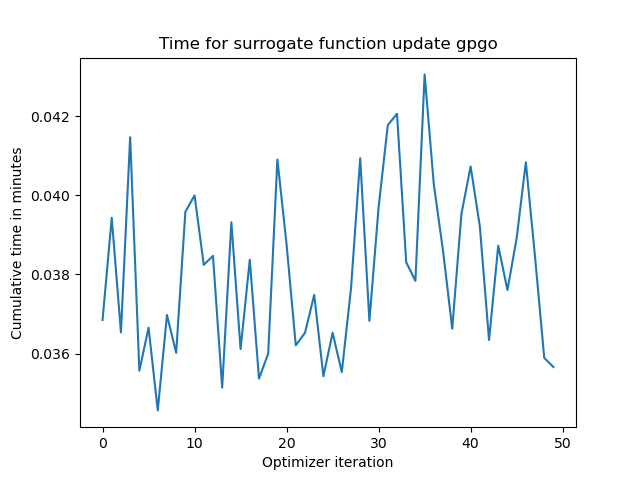 Time for surrogate function update gpgo
Cumulative time in minutes
0.042
0.040
0.038
0.036
0 10 20 30 40 50
Optimizer iteration